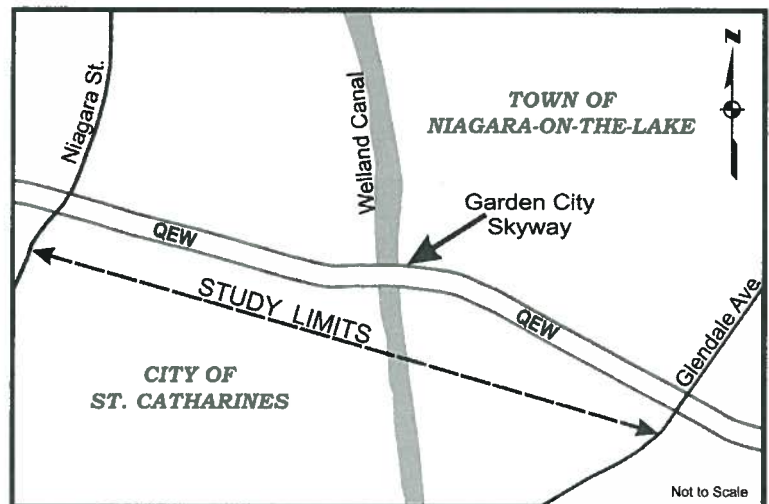 Niagara St.
Welland Canal
TOWN OF
NIAGARA-ON-THE-LAKE
N
Garden City
Skyway
QEW
STUDY LIMITS
QEW
Glendale Ave.
CITY OF
ST. CATHARINES
Not to Scale